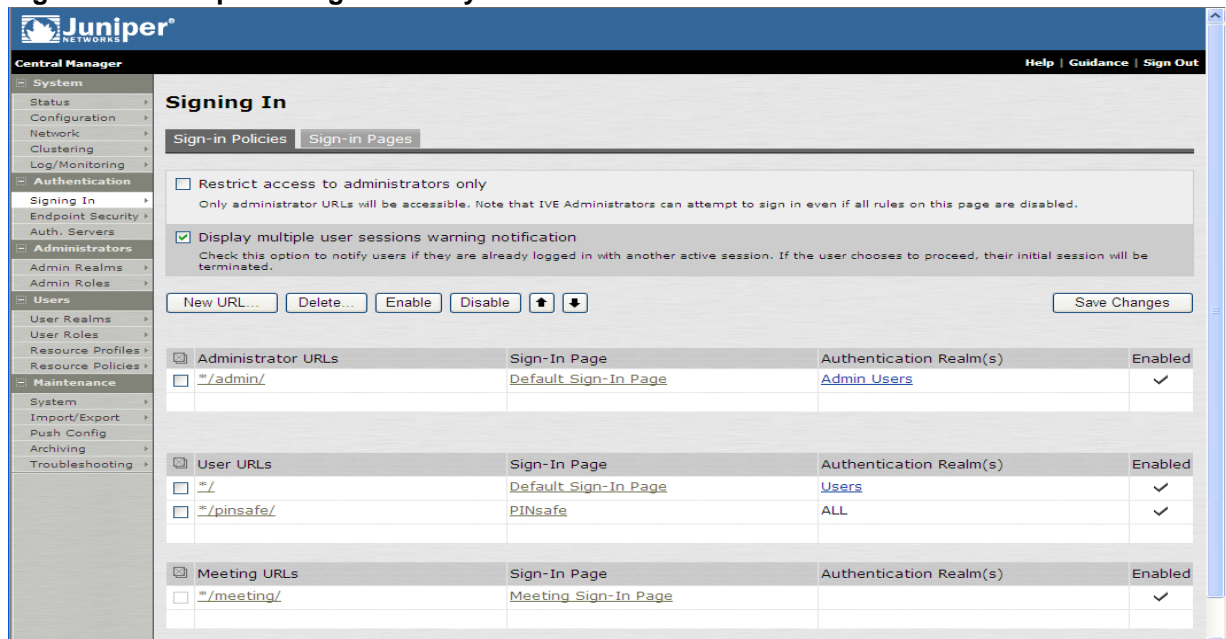 Juniper®
NETWORKS
Central Manager
Help | Guidance | Sign Out
System
Status
Configuration
Network
Clustering
Log/Monitoring
Authentication
Signing In
Endpoint Security
Auth. Servers
Administrators
Admin Realms
Admin Roles
Users
User Realms
User Roles
Resource Profiles
Resource Policies
Maintenance
System
Import/Export
Push Config
Archiving
Troubleshooting
Signing In
Sign-in Policies Sign-in Pages
Restrict access to administrators only
Only administrator URLs will be accessible. Note that IVE Administrators can attempt to sign in even if all rules on this page are disabled.
Display multiple user sessions warning notification
Check this option to notify users if they are already logged in with another active session. If the user chooses to proceed, their initial session will be
terminated.
New URL... Delete... Enable Disable Save Changes
Administrator URLs Sign-In Page Authentication Realm(s) Enabled
*/admin/ Default Sign-In Page Admin Users
User URLs Sign-In Page Authentication Realm(s) Enabled
*/ Default Sign-In Page Users
*/pinsafe/ PINsafe ALL
Meeting URLs Sign-In Page Authentication Realm(s) Enabled
*/meeting/ Meeting Sign-In Page